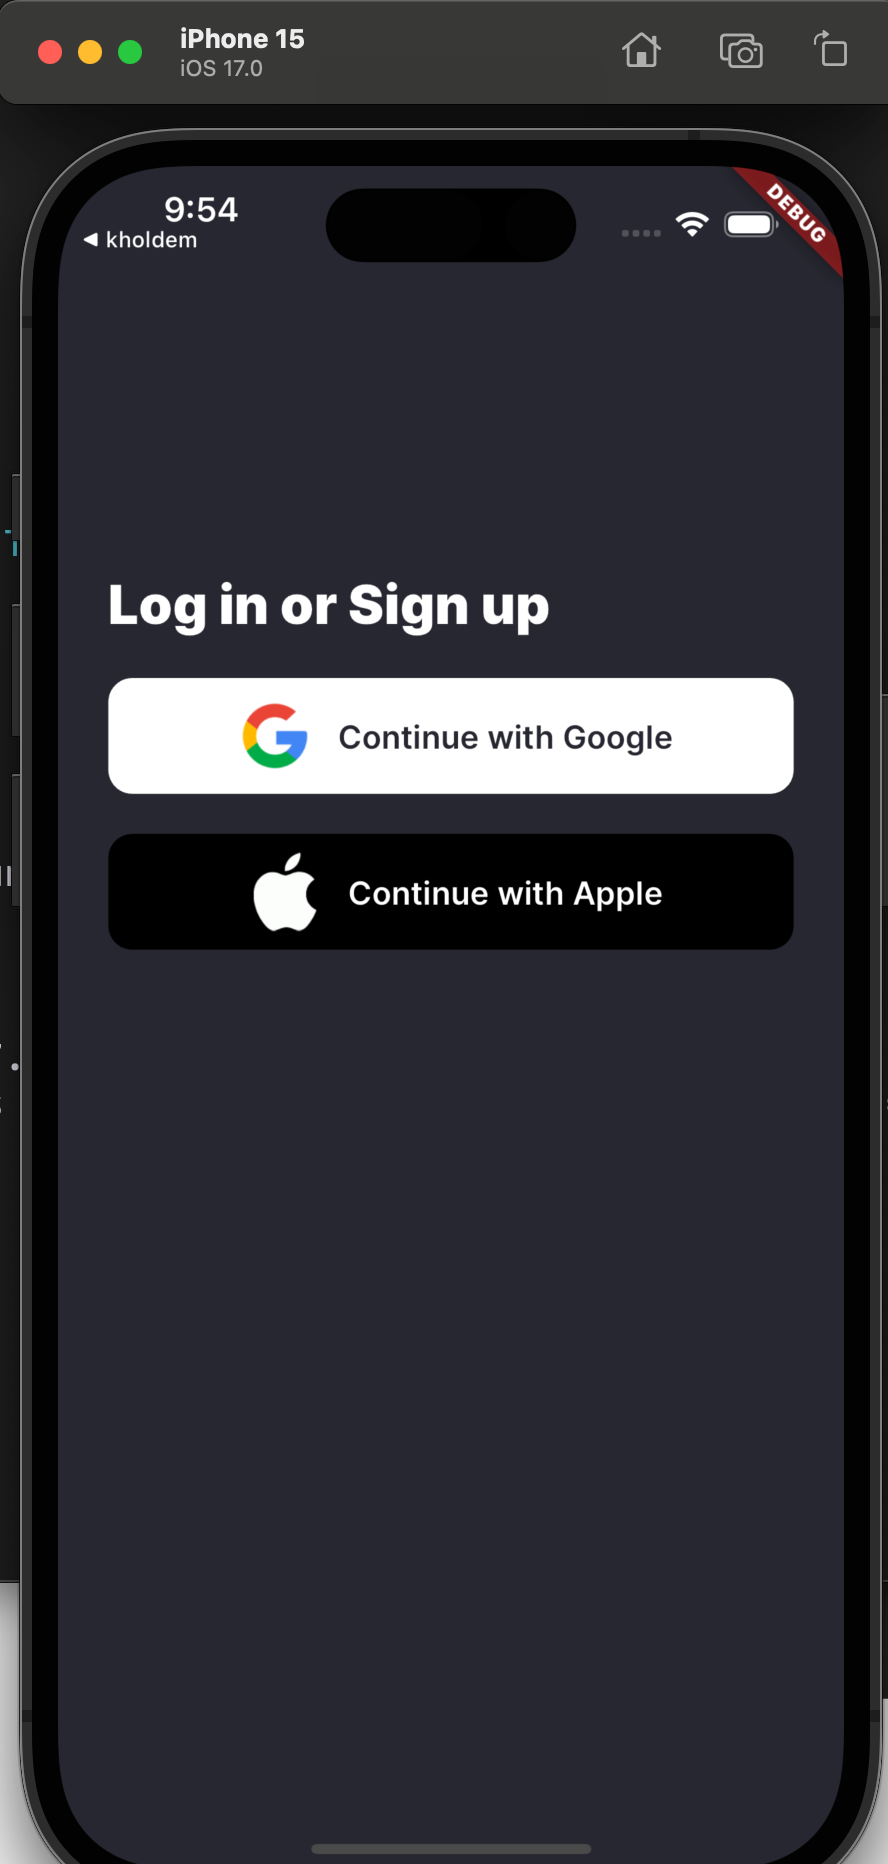 iPhone 15
iOS 17.0
9:54
◀ kholdem
DEBUG
Log in or Sign up
Continue with Google
Continue with Apple